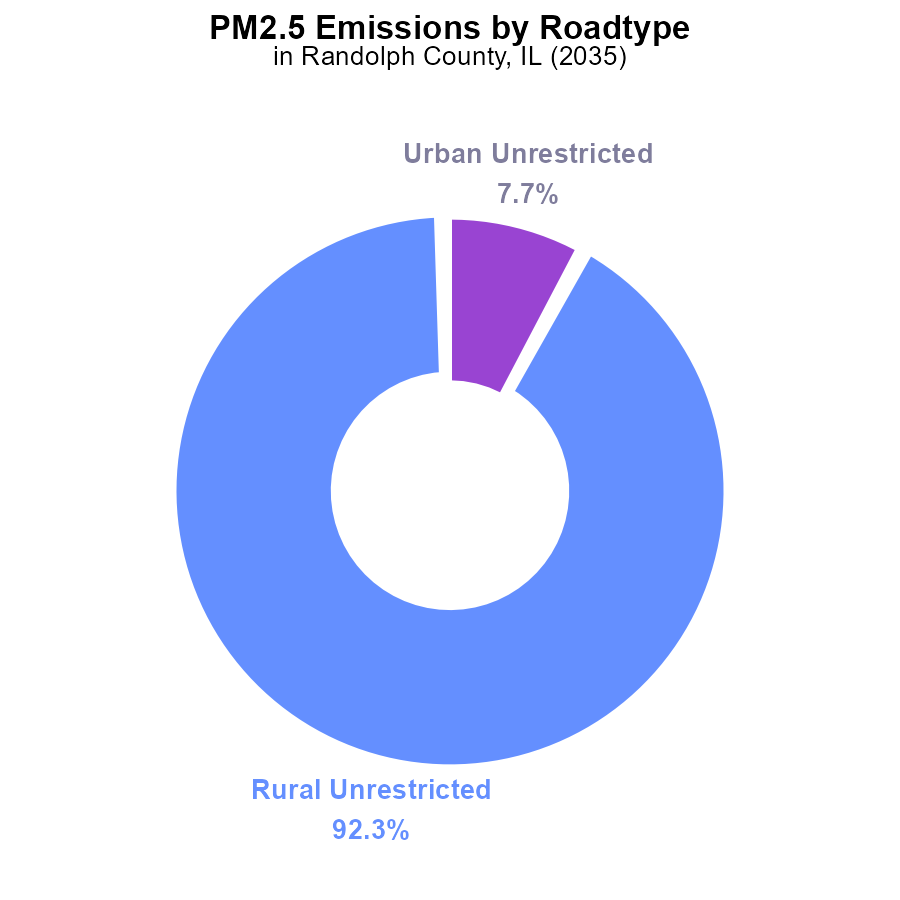 PM2.5 Emissions by Roadtype
in Randolph County, IL (2035)
Urban Unrestricted
7.7%
Rural Unrestricted
92.3%